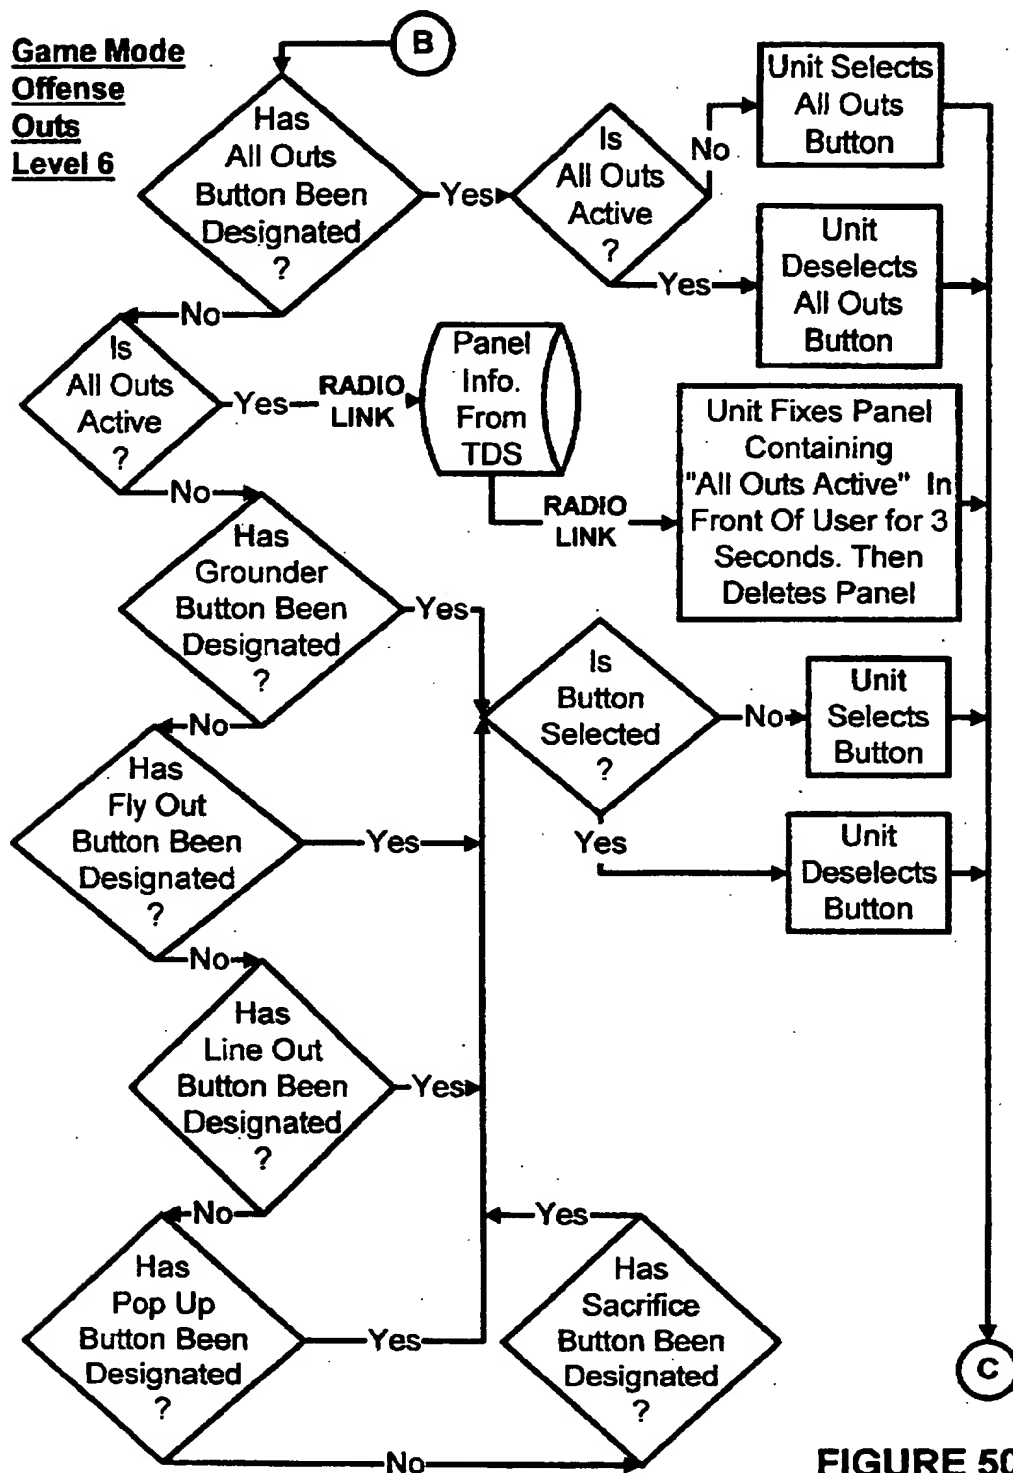 Game Mode
Offense
Outs
Level 6
B
Has
All Outs
Button Been
Designated
?
Yes
Is
All Outs
Active
?
No
Unit Selects
All Outs
Button
Yes
Unit
Deselects
All Outs
Button
No
Is
All Outs
Active
?
Yes
RADIO
LINK
Panel
Info.
From
TDS
RADIO
LINK
Unit Fixes Panel
Containing
"All Outs Active" In
Front Of User for 3
Seconds. Then
Deletes Panel
No
Has
Grounder
Button Been
Designated
?
Yes
Is
Button
Selected
?
No
Unit
Selects
Button
Yes
Unit
Deselects
Button
No
Has
Fly Out
Button Been
Designated
?
Yes
No
Has
Line Out
Button Been
Designated
?
Yes
No
Has
Pop Up
Button Been
Designated
?
Yes
No
Has
Sacrifice
Button Been
Designated
?
Yes
C
FIGURE 50